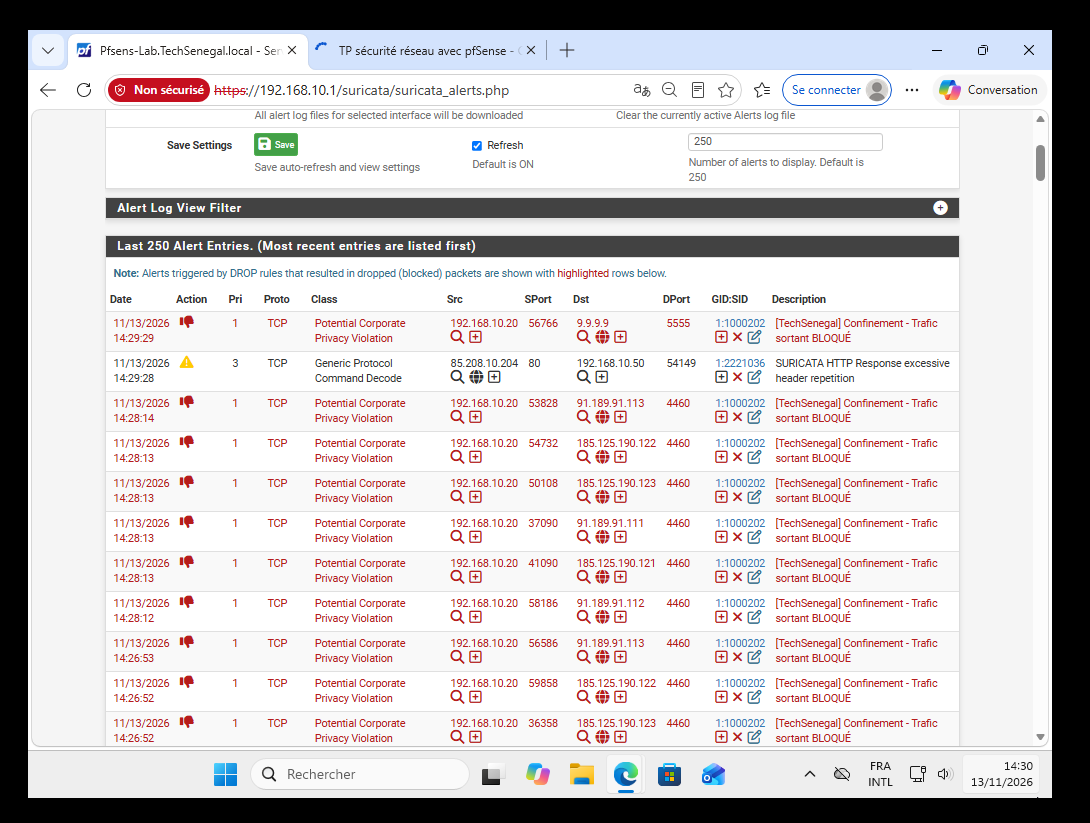 Pfsens-Lab.TechSenegal.local - Ser
TP sécurité réseau avec pfSense -
Non sécurisé https://192.168.10.1/suricata/suricata_alerts.php
Se connecter
Conversation
All alert log files for selected interface will be downloaded
Clear the currently active Alerts log file
Save Settings
Save
Save auto-refresh and view settings
Refresh
Default is ON
250
Number of alerts to display. Default is
250
Alert Log View Filter
Last 250 Alert Entries. (Most recent entries are listed first)
Note: Alerts triggered by DROP rules that resulted in dropped (blocked) packets are shown with highlighted rows below.
Date Action Pri Proto Class Src SPort Dst DPort GID:SID Description
11/13/2026 1 TCP Potential Corporate 192.168.10.20 56766 9.9.9.9 5555 1:1000202 [TechSenegal] Confinement - Trafic
14:29:29 Privacy Violation sortant BLOQUÉ
11/13/2026 3 TCP Generic Protocol 85.208.10.204 80 192.168.10.50 54149 1:2221036 SURICATA HTTP Response excessive
14:29:28 Command Decode header repetition
11/13/2026 1 TCP Potential Corporate 192.168.10.20 53828 91.189.91.113 4460 1:1000202 [TechSenegal] Confinement - Trafic
14:28:14 Privacy Violation sortant BLOQUÉ
11/13/2026 1 TCP Potential Corporate 192.168.10.20 54732 185.125.190.122 4460 1:1000202 [TechSenegal] Confinement - Trafic
14:28:13 Privacy Violation sortant BLOQUÉ
11/13/2026 1 TCP Potential Corporate 192.168.10.20 50108 185.125.190.123 4460 1:1000202 [TechSenegal] Confinement - Trafic
14:28:13 Privacy Violation sortant BLOQUÉ
11/13/2026 1 TCP Potential Corporate 192.168.10.20 37090 91.189.91.111 4460 1:1000202 [TechSenegal] Confinement - Trafic
14:28:13 Privacy Violation sortant BLOQUÉ
11/13/2026 1 TCP Potential Corporate 192.168.10.20 41090 185.125.190.121 4460 1:1000202 [TechSenegal] Confinement - Trafic
14:28:13 Privacy Violation sortant BLOQUÉ
11/13/2026 1 TCP Potential Corporate 192.168.10.20 58186 91.189.91.112 4460 1:1000202 [TechSenegal] Confinement - Trafic
14:28:12 Privacy Violation sortant BLOQUÉ
11/13/2026 1 TCP Potential Corporate 192.168.10.20 56586 91.189.91.113 4460 1:1000202 [TechSenegal] Confinement - Trafic
14:26:53 Privacy Violation sortant BLOQUÉ
11/13/2026 1 TCP Potential Corporate 192.168.10.20 59858 185.125.190.122 4460 1:1000202 [TechSenegal] Confinement - Trafic
14:26:52 Privacy Violation sortant BLOQUÉ
11/13/2026 1 TCP Potential Corporate 192.168.10.20 36358 185.125.190.123 4460 1:1000202 [TechSenegal] Confinement - Trafic
14:26:52 Privacy Violation sortant BLOQUÉ
Rechercher
FRA
INTL
14:30
13/11/2026